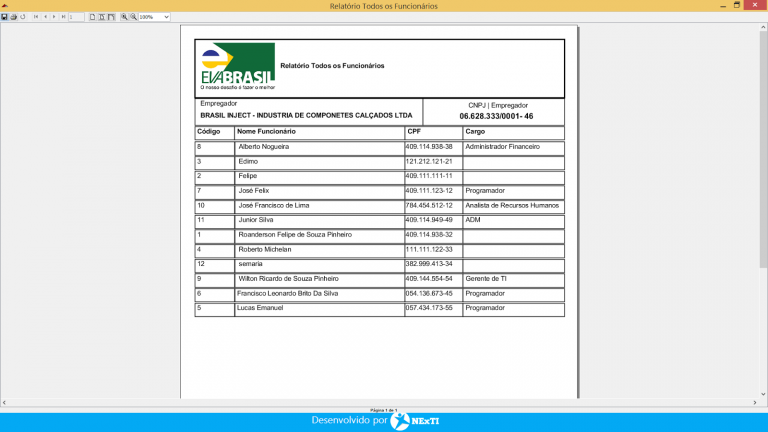 Relatório Todos os Funcionários
1
100%
EVABRASIL
O nosso desafio é fazer o melhor
Relatório Todos os Funcionários
Empregador
BRASIL INJECT - INDUSTRIA DE COMPONETES CALÇADOS LTDA
CNPJ | Empregador
06.628.333/0001- 46
Código Nome Funcionário CPF Cargo
8 Alberto Nogueira 409.114.938-38 Administrador Financeiro
3 Edimo 121.212.121-21
2 Felipe 409.111.111-11
7 José Felix 409.111.123-12 Programador
10 José Francisco de Lima 784.454.512-12 Analista de Recursos Humanos
11 Junior Silva 409.114.949-49 ADM
1 Roanderson Felipe de Souza Pinheiro 409.114.938-32
4 Roberto Michelan 111.111.122-33
12 semaria 382.999.413-34
9 Wilton Ricardo de Souza Pinheiro 409.144.554-54 Gerente de TI
6 Francisco Leonardo Brito Da Silva 054.136.673-45 Programador
5 Lucas Emanuel 057.434.173-55 Programador
Página 1 de 1
Desenvolvido por NExTI